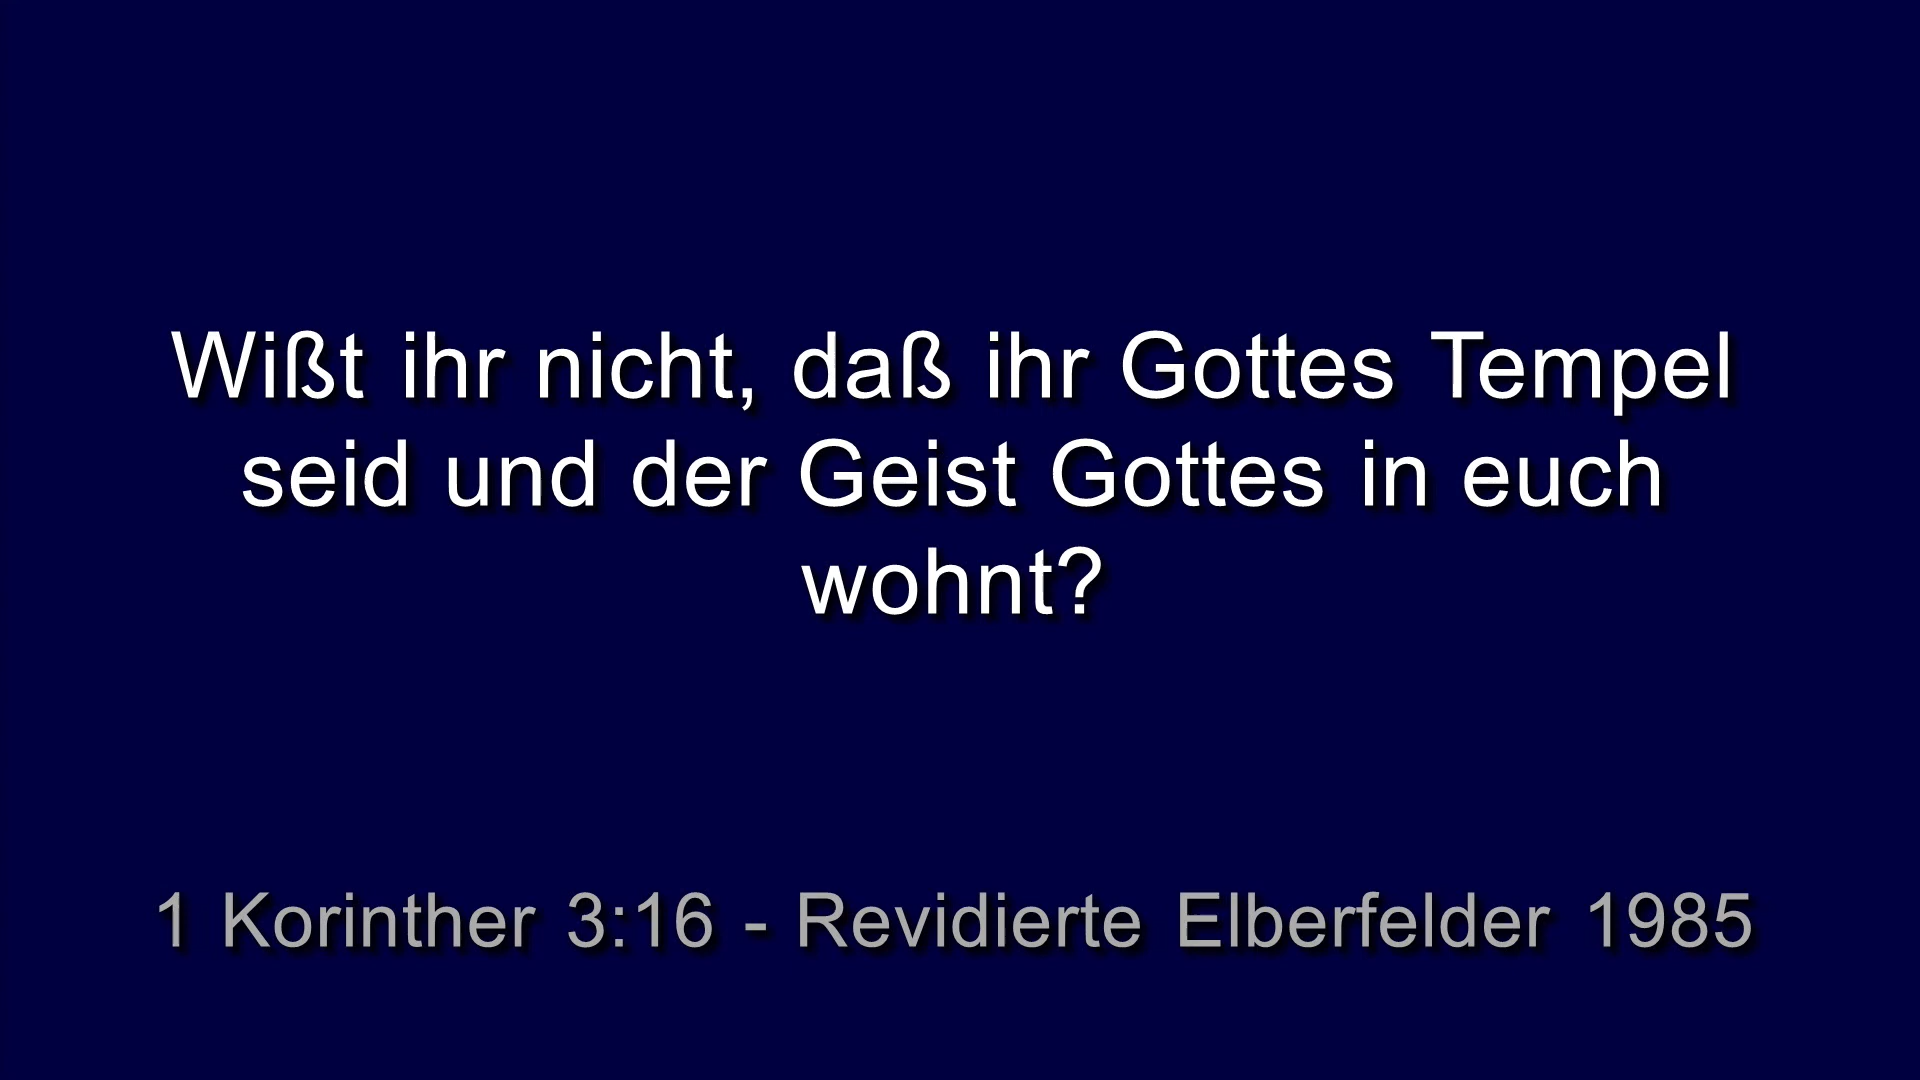 Wißt ihr nicht, daß ihr Gottes Tempel
seid und der Geist Gottes in euch
wohnt?
1 Korinther 3:16 - Revidierte Elberfelder 1985